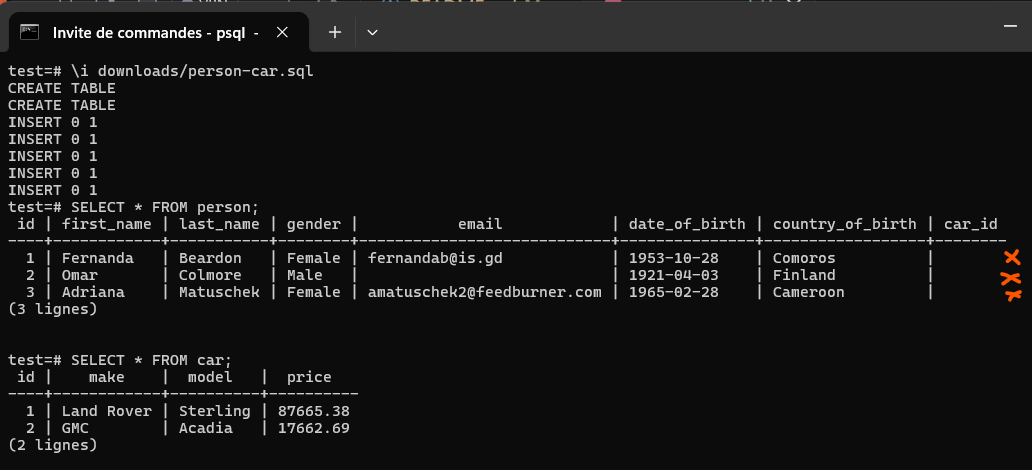 Invite de commandes - psql -
test=# \i downloads/person-car.sql
CREATE TABLE
CREATE TABLE
INSERT 0 1
INSERT 0 1
INSERT 0 1
INSERT 0 1
INSERT 0 1
test=# SELECT * FROM person;
 id | first_name | last_name | gender |           email            | date_of_birth | country_of_birth | car_id
----+------------+-----------+--------+----------------------------+---------------+------------------+--------
  1 | Fernanda   | Beardon   | Female | fernandab@is.gd            | 1953-10-28    | Comoros          |
  2 | Omar       | Colmore   | Male   |                            | 1921-04-03    | Finland          |
  3 | Adriana    | Matuschek | Female | amatuschek2@feedburner.com | 1965-02-28    | Cameroon         |
(3 lignes)
test=# SELECT * FROM car;
 id |    make    |  model   |  price
----+------------+----------+----------
  1 | Land Rover | Sterling | 87665.38
  2 | GMC        | Acadia   | 17662.69
(2 lignes)